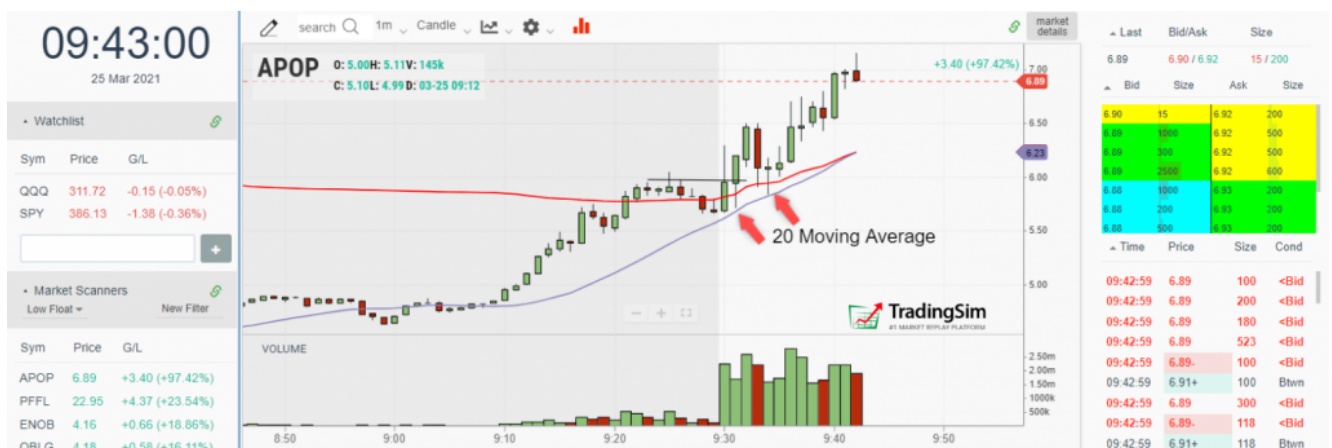 09:43:00
25 Mar 2021
Watchlist
Sym Price G/L
QQQ 311.72 -0.15 (-0.05%)
SPY 386.13 -1.38 (-0.36%)
+
Market Scanners
Low Float New Filter
Sym Price G/L
APOP 6.89 +3.40 (+97.42%)
PFFL 22.95 +4.37 (+23.54%)
ENOB 4.16 +0.66 (+18.86%)
OBLG 4.18 +0.58 (+16.11%)
search 1m Candle
market
details
APOP O: 5.00H: 5.11V: 145k
C: 5.10L: 4.99D: 03-25 09:12
+3.40 (+97.42%)
7.00
6.89
6.50
6.23
6.00
5.50
5.00
20 Moving Average
TradingSim
#1 MARKET REPLAY PLATFORM
VOLUME
2.50m
2.00m
1.50m
1000k
500k
8:50 9:00 9:10 9:20 9:30 9:40 9:50
Last Bid/Ask Size
6.89 6.90 / 6.92 15 / 200
Bid Size Ask Size
6.90 15 6.92 200
6.89 1000 6.92 500
6.89 300 6.92 500
6.89 2500 6.92 600
6.88 1000 6.93 200
6.88 200 6.93 200
6.88 500 6.93 200
Time Price Size Cond
09:42:59 6.89 100 <Bid
09:42:59 6.89 200 <Bid
09:42:59 6.89 180 <Bid
09:42:59 6.89 523 <Bid
09:42:59 6.89- 100 <Bid
09:42:59 6.91+ 100 Btwn
09:42:59 6.89 300 <Bid
09:42:59 6.89- 118 <Bid
09:42:59 6.91+ 118 Btwn